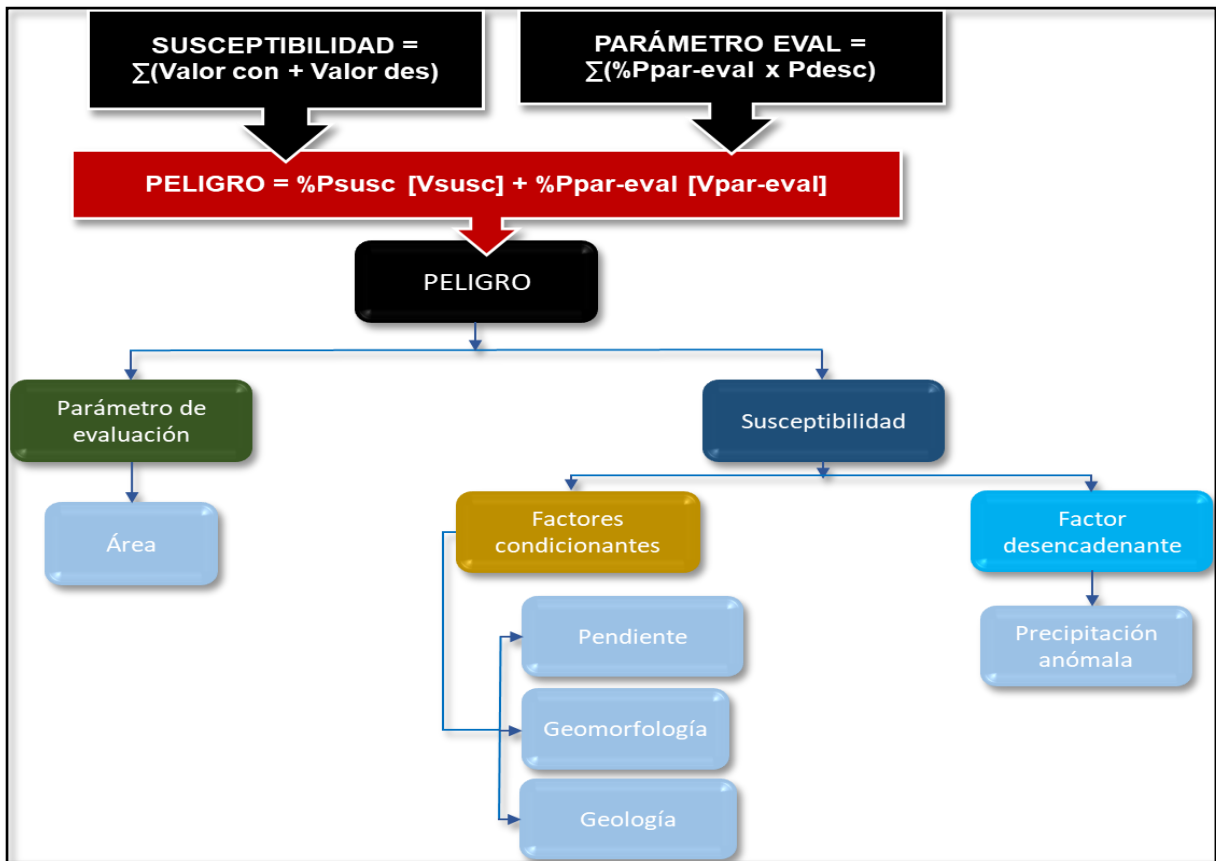 SUSCEPTIBILIDAD =
∑(Valor con + Valor des)
PARÁMETRO EVAL =
∑(%Ppar-eval x Pdesc)
PELIGRO = %Psusc [Vsusc] + %Ppar-eval [Vpar-eval]
PELIGRO
Parámetro de
evaluación
Susceptibilidad
Área
Factores
condicionantes
Factor
desencadenante
Pendiente
Precipitación
anómala
Geomorfología
Geología